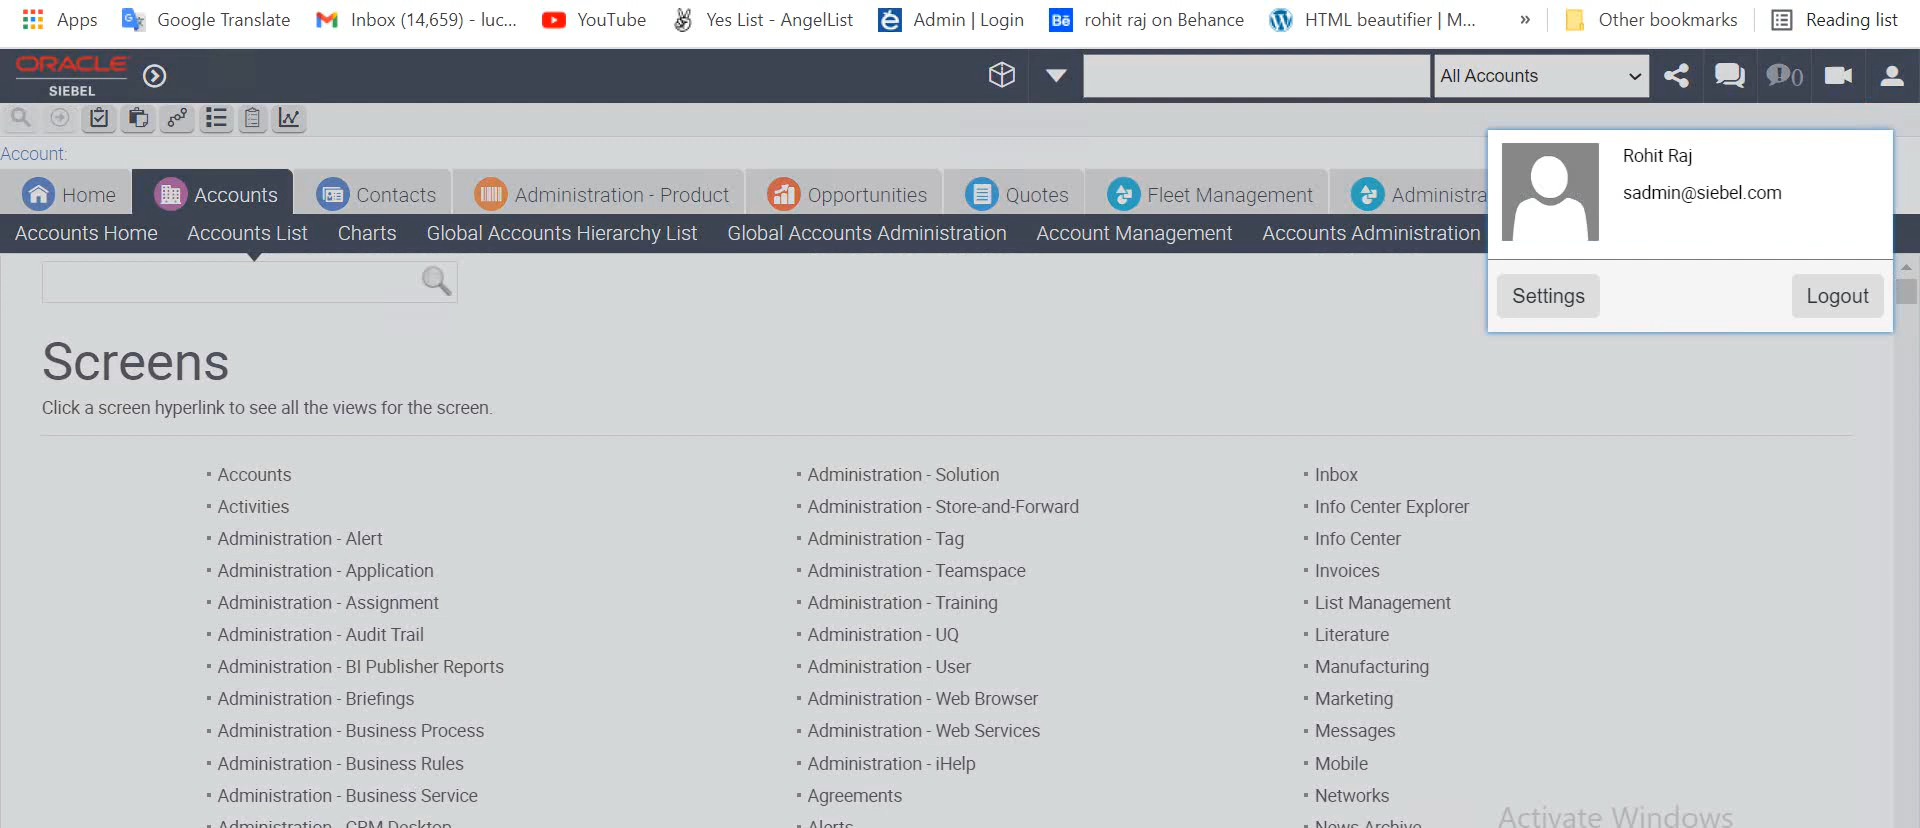 Apps Google Translate Inbox (14,659) - luc... YouTube Yes List - AngelList Admin | Login Bē rohit raj on Behance HTML beautifier | M... » Other bookmarks Reading list
ORACLE
SIEBEL
All Accounts
0
Account:
Rohit Raj
sadmin@siebel.com
Settings Logout
Home Accounts Contacts Administration - Product Opportunities Quotes Fleet Management Administra
Accounts Home Accounts List Charts Global Accounts Hierarchy List Global Accounts Administration Account Management Accounts Administration
Screens
Click a screen hyperlink to see all the views for the screen.
Accounts
Activities
Administration - Alert
Administration - Application
Administration - Assignment
Administration - Audit Trail
Administration - BI Publisher Reports
Administration - Briefings
Administration - Business Process
Administration - Business Rules
Administration - Business Service
Administration - CRM Desktop
Administration - Solution
Administration - Store-and-Forward
Administration - Tag
Administration - Teamspace
Administration - Training
Administration - UQ
Administration - User
Administration - Web Browser
Administration - Web Services
Administration - iHelp
Agreements
Alerts
Inbox
Info Center Explorer
Info Center
Invoices
List Management
Literature
Manufacturing
Marketing
Messages
Mobile
Networks
News Archive
Activate Windows